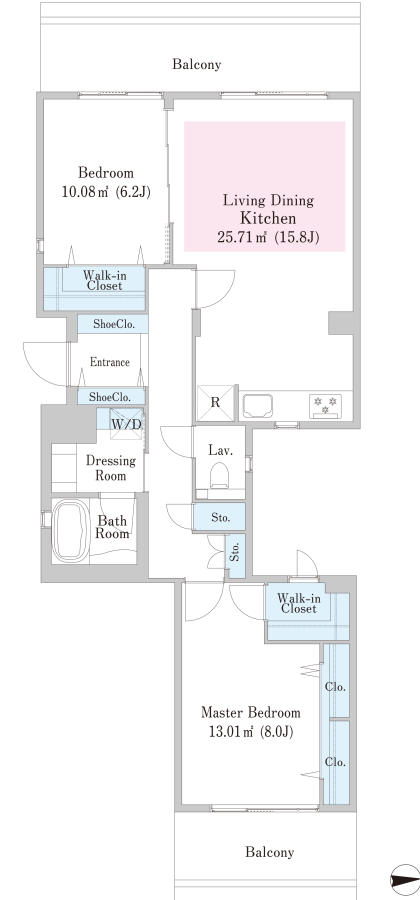 Balcony
Bedroom
10.08㎡ (6.2J)
Living Dining
Kitchen
25.71㎡ (15.8J)
Walk-in
Closet
ShoeClo.
Entrance
ShoeClo.
R
W/D
Lav.
Dressing
Room
Bath
Room
Sto.
Sto.
Walk-in
Closet
Clo.
Master Bedroom
13.01㎡ (8.0J)
Clo.
Balcony